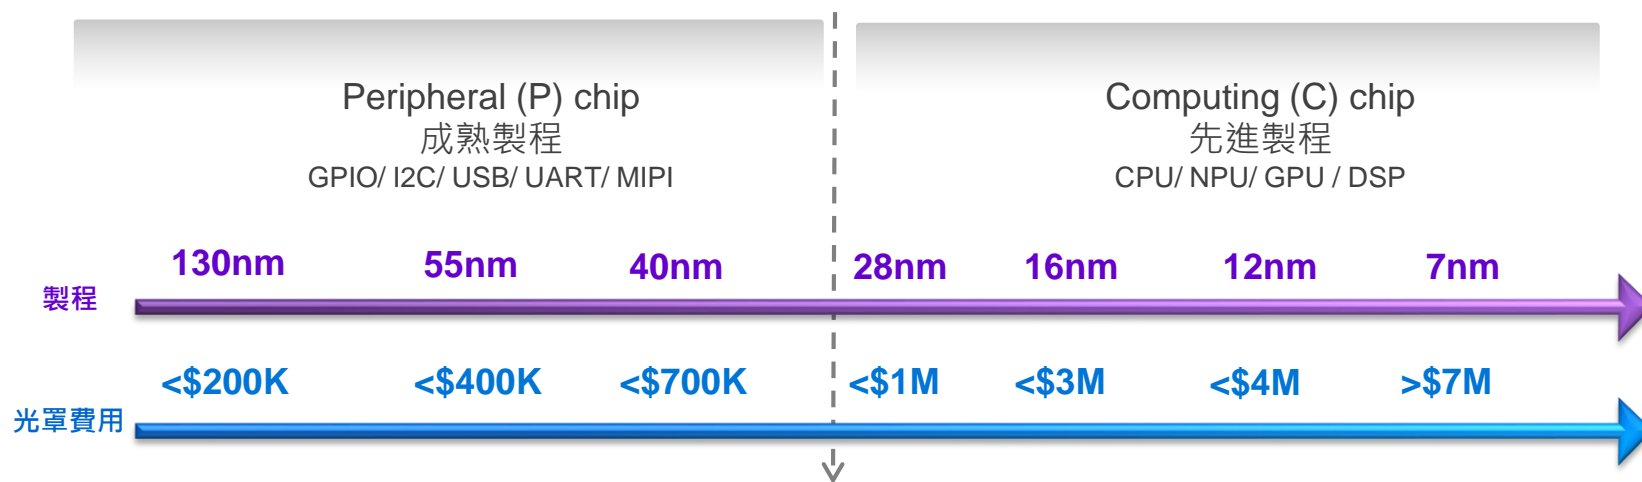 Peripheral (P) chip
成熟製程
GPIO/ I2C/ USB/ UART/ MIPI
Computing (C) chip
先進製程
CPU/ NPU/ GPU / DSP
130nm 55nm 40nm 28nm 16nm 12nm 7nm
製程
<$200K <$400K <$700K <$1M <$3M <$4M >$7M
光罩費用